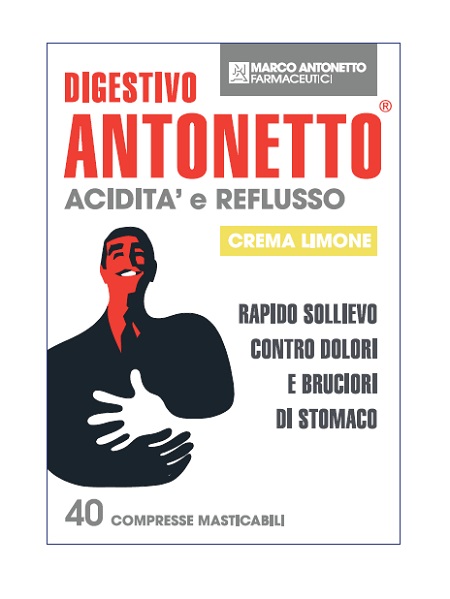 MARCO ANTONETTO
FARMACEUTICI
DIGESTIVO
ANTONETTO®
ACIDITA' e REFLUSSO
CREMA LIMONE
RAPIDO SOLLIEVO
CONTRO DOLORI
E BRUCIORI
DI STOMACO
40 COMPRESSE MASTICABILI